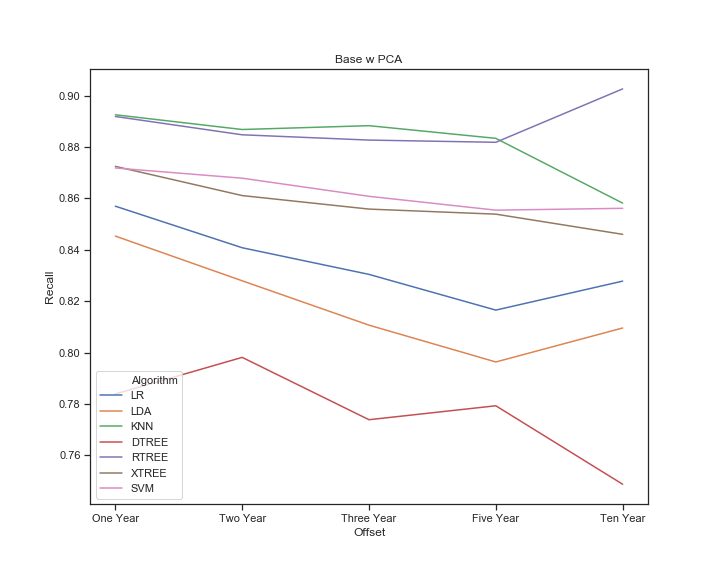 Base w PCA
Recall
0.90
0.88
0.86
0.84
0.82
0.80
0.78
0.76
Algorithm
LR
LDA
KNN
DTREE
RTREE
XTREE
SVM
One Year
Two Year
Three Year
Five Year
Ten Year
Offset